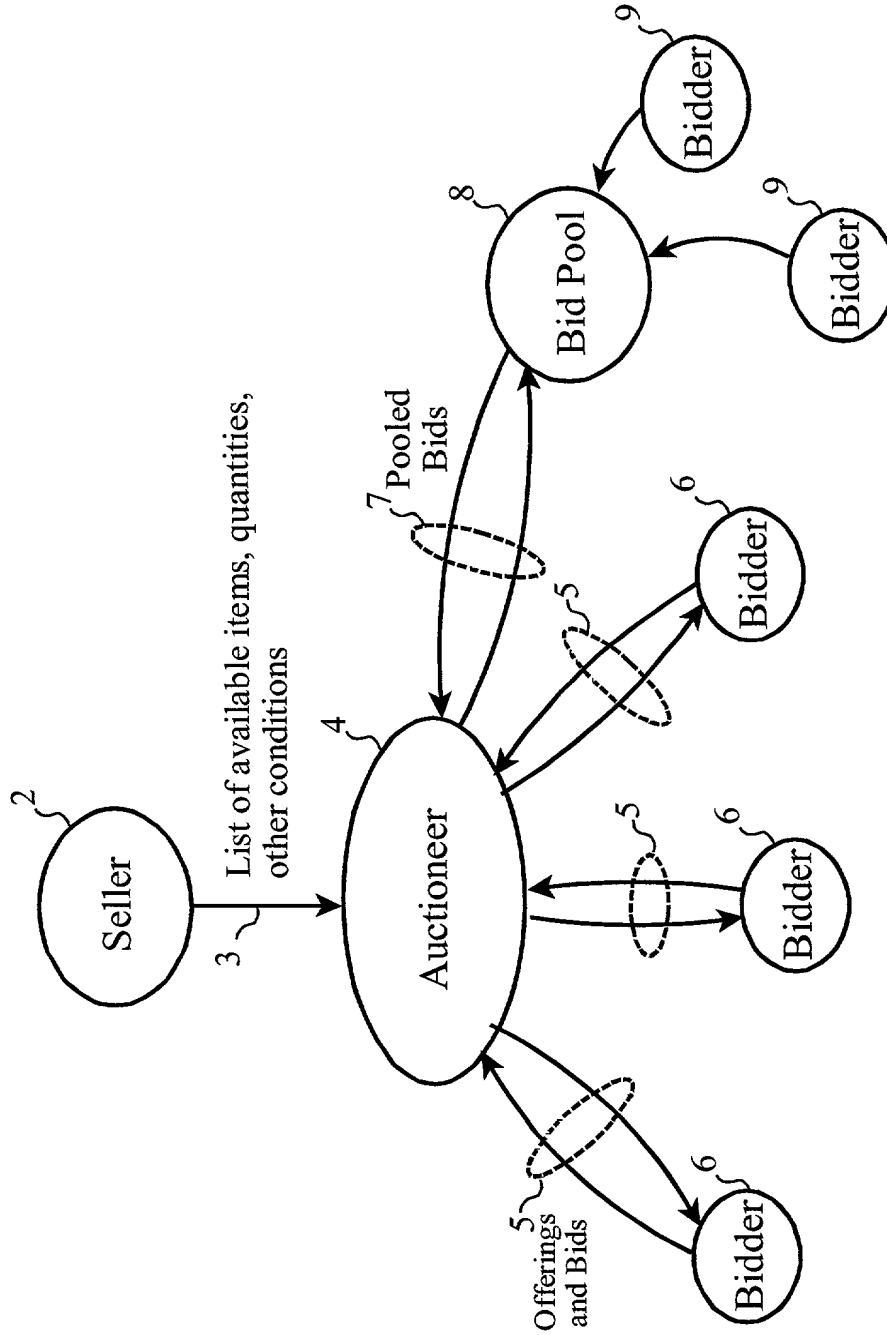 Seller
2
3
List of available items, quantities,
other conditions
Auctioneer
4
5
Offerings
and Bids
6
Bidder
5
6
Bidder
5
6
Bidder
7
Pooled
Bids
8
Bid Pool
9
Bidder
9
Bidder